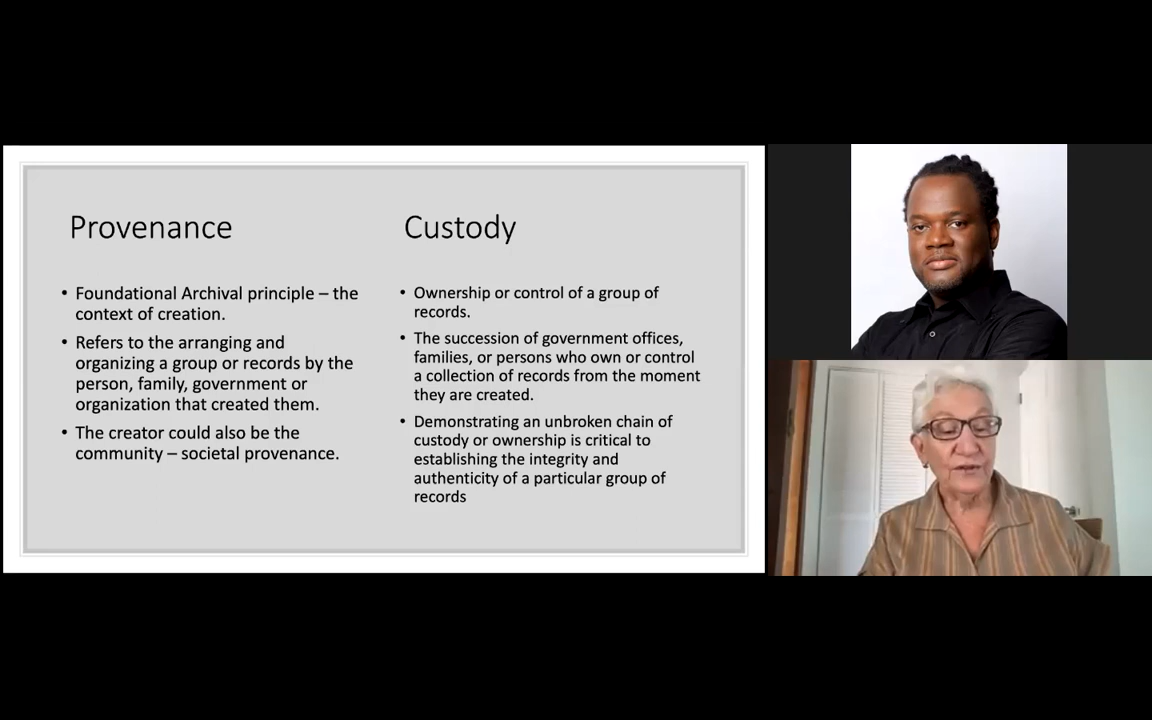 Provenance
• Foundational Archival principle – the
context of creation.
• Refers to the arranging and
organizing a group or records by the
person, family, government or
organization that created them.
• The creator could also be the
community – societal provenance.
Custody
• Ownership or control of a group of
records.
• The succession of government offices,
families, or persons who own or control
a collection of records from the moment
they are created.
• Demonstrating an unbroken chain of
custody or ownership is critical to
establishing the integrity and
authenticity of a particular group of
records